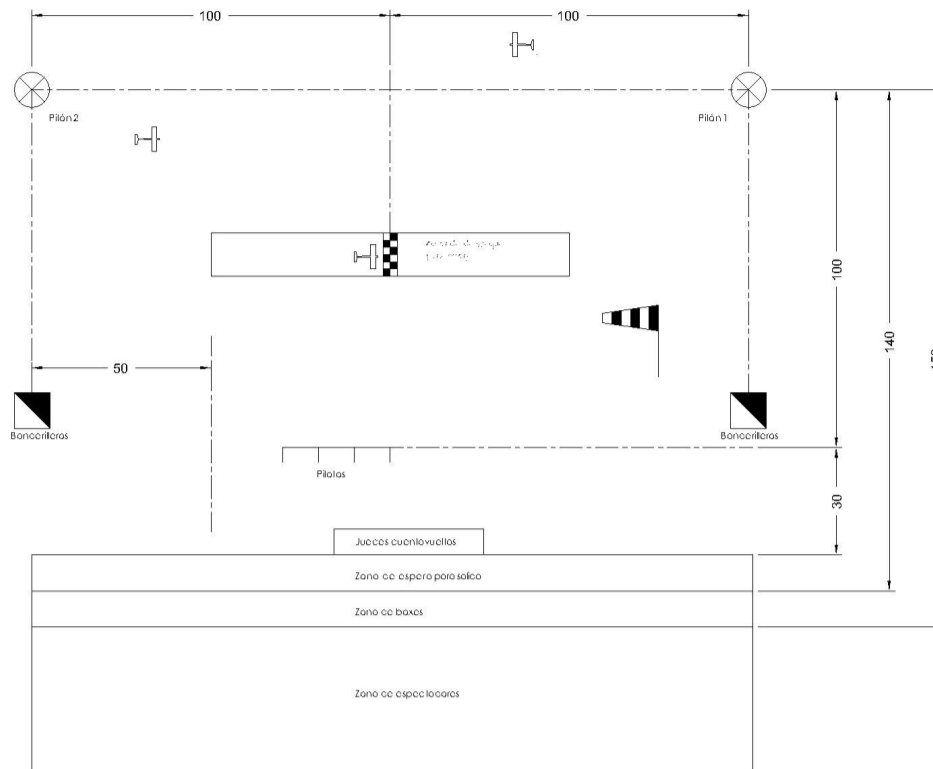 100
100
Pilón 2
Pilón 1
100
140
50
Banderilleros
Banderilleros
Pilotos
30
Jueces cuentavueltas
Zona de espera para salida
Zona de boxes
Zona de espectadores